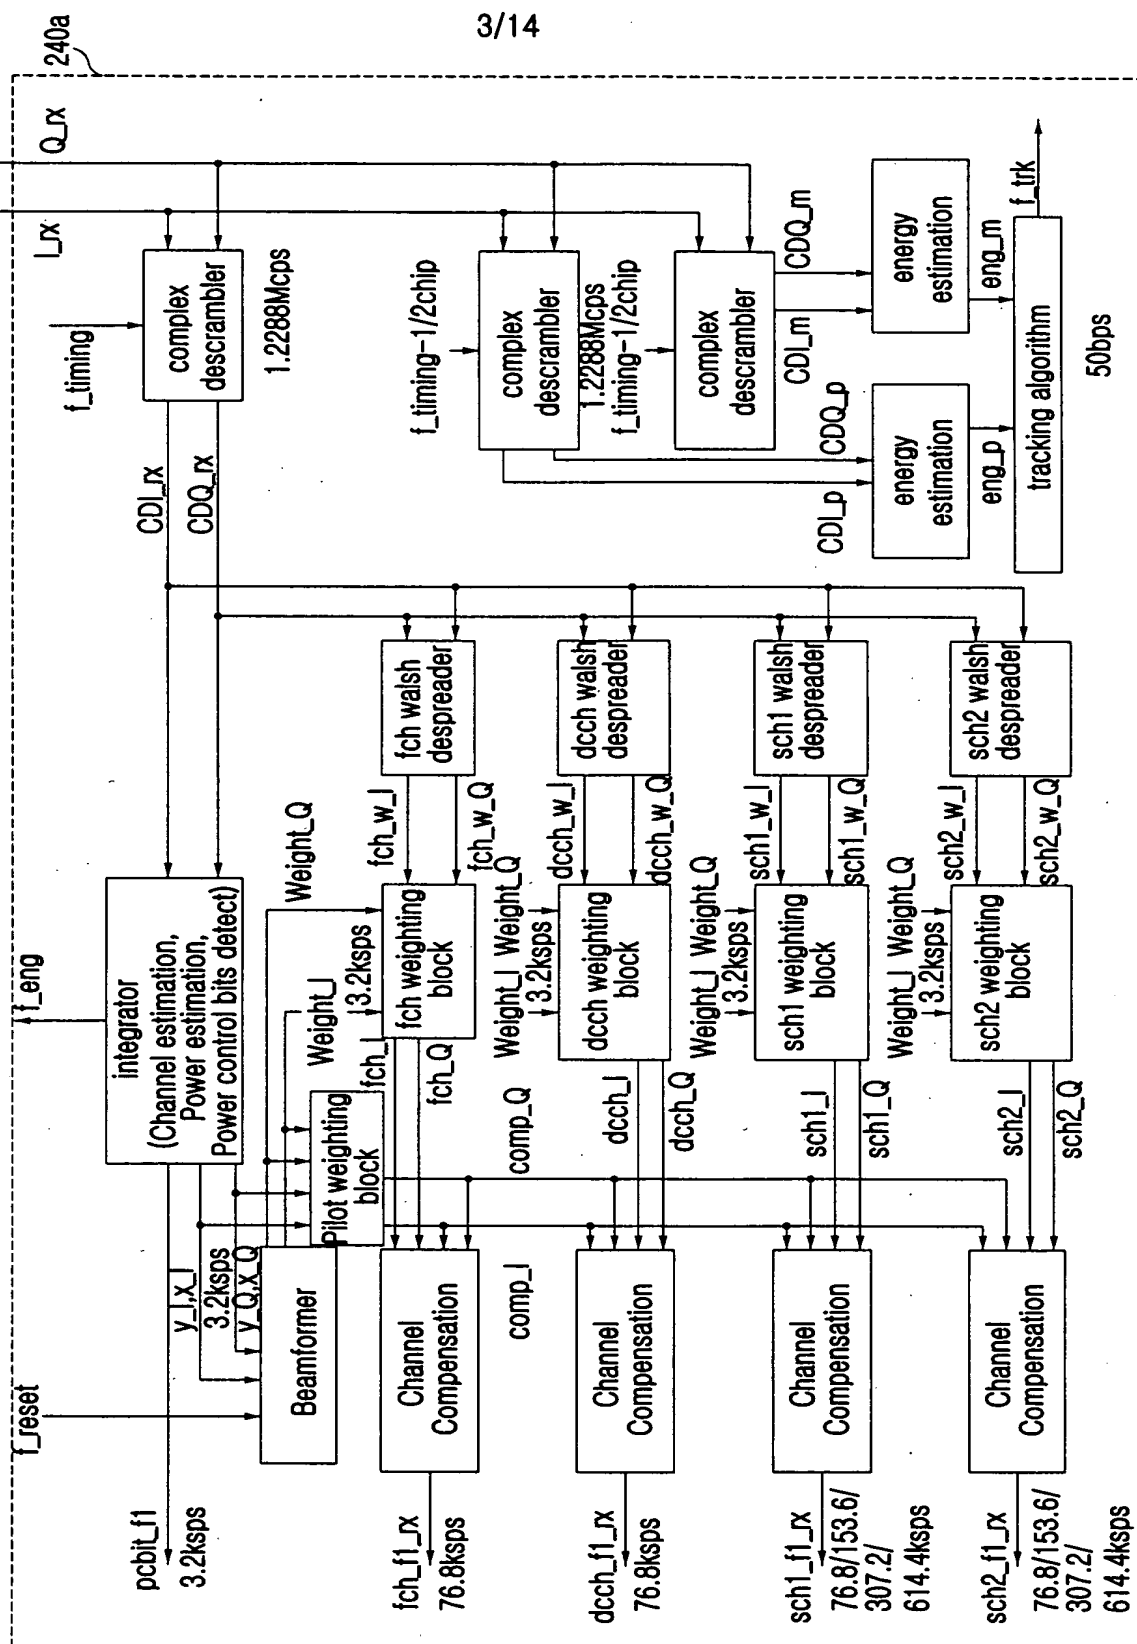 3/14
240a
I_rx
Q_rx
f_timing
complex
descrambler
1.2288Mcps
CDI_rx
CDQ_rx
f_timing-1/2chip
complex
descrambler
1.2288Mcps
f_timing-1/2chip
complex
descrambler
CDI_m
CDQ_m
CDI_p
CDQ_p
energy
estimation
energy
estimation
eng_p
eng_m
tracking algorithm
50bps
f_trk
f_eng
integrator
(Channel estimation,
Power estimation,
Power control bits detect)
fch walsh
despreader
fch_w_I
fch_w_Q
dcch walsh
despreader
dcch_w_I
dcch_w_Q
sch1 walsh
despreader
sch1_w_I
sch1_w_Q
sch2 walsh
despreader
sch2_w_I
sch2_w_Q
Weight_Q
Weight_I
3.2ksps
fch weighting
block
fch_I
fch_Q
Weight_I Weight_Q
3.2ksps
dcch weighting
block
dcch_I
dcch_Q
Weight_I Weight_Q
3.2ksps
sch1 weighting
block
sch1_I
sch1_Q
Weight_I Weight_Q
3.2ksps
sch2 weighting
block
sch2_I
sch2_Q
Pilot weighting
block
comp_Q
comp_I
y_I,x_I
3.2ksps
y_Q,x_Q
f_reset
Beamformer
Channel
Compensation
Channel
Compensation
Channel
Compensation
Channel
Compensation
pcbit_f1
3.2ksps
fch_f1_rx
76.8ksps
dcch_f1_rx
76.8ksps
sch1_f1_rx
76.8/153.6/
307.2/
614.4ksps
sch2_f1_rx
76.8/153.6/
307.2/
614.4ksps